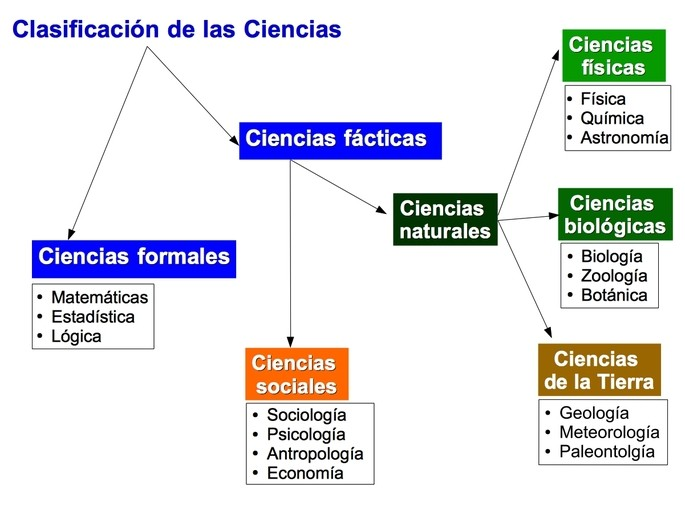 Clasificación de las Ciencias
Ciencias
físicas
• Física
• Química
• Astronomía
Ciencias fácticas
Ciencias
naturales
Ciencias
biológicas
• Biología
• Zoología
• Botánica
Ciencias formales
• Matemáticas
• Estadística
• Lógica
Ciencias
sociales
• Sociología
• Psicología
• Antropología
• Economía
Ciencias
de la Tierra
• Geología
• Meteorología
• Paleontolgía